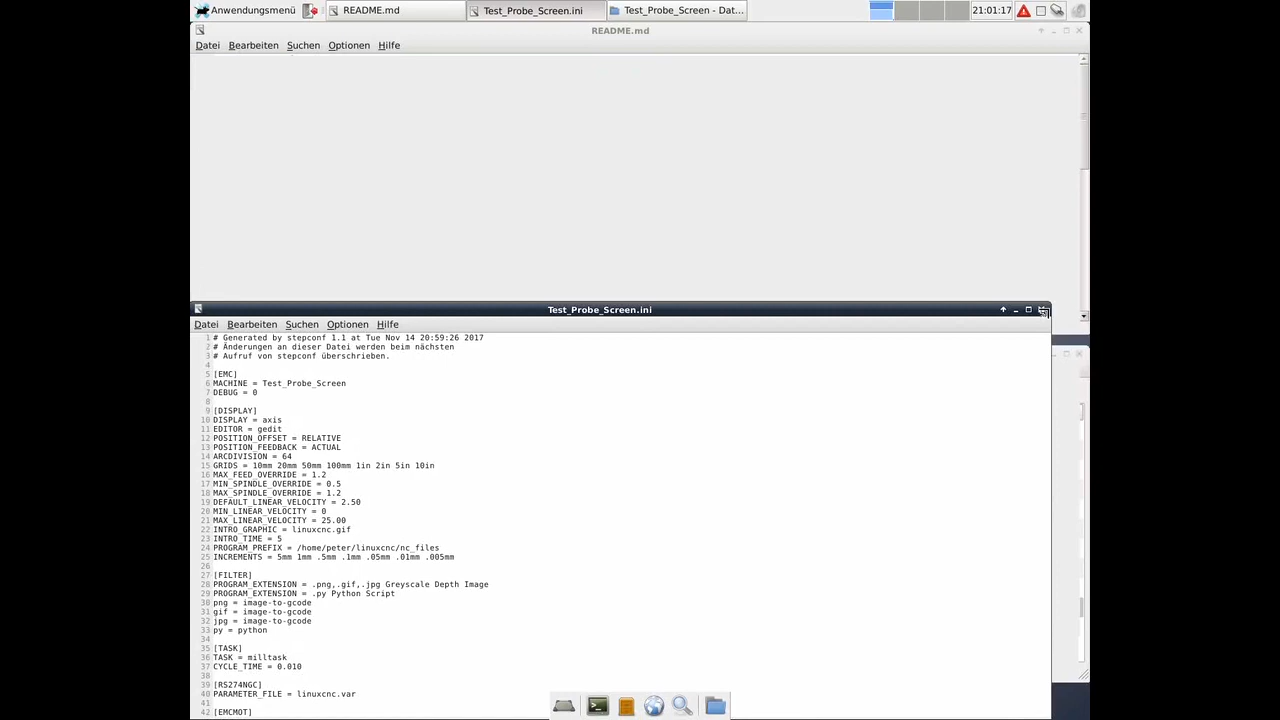 Anwendungsmenü README.md Test_Probe_Screen.ini Test_Probe_Screen - Dat... 21:01:17
README.md
Datei Bearbeiten Suchen Optionen Hilfe
Test_Probe_Screen.ini
Datei Bearbeiten Suchen Optionen Hilfe
1 # Generated by stepconf 1.1 at Tue Nov 14 20:59:26 2017
2 # Änderungen an dieser Datei werden beim nächsten
3 # Aufruf von stepconf überschrieben.
4
5 [EMC]
6 MACHINE = Test_Probe_Screen
7 DEBUG = 0
8
9 [DISPLAY]
10 DISPLAY = axis
11 EDITOR = gedit
12 POSITION_OFFSET = RELATIVE
13 POSITION_FEEDBACK = ACTUAL
14 ARCDIVISION = 64
15 GRIDS = 10mm 20mm 50mm 100mm 1in 2in 5in 10in
16 MAX_FEED_OVERRIDE = 1.2
17 MIN_SPINDLE_OVERRIDE = 0.5
18 MAX_SPINDLE_OVERRIDE = 1.2
19 DEFAULT_LINEAR_VELOCITY = 2.50
20 MIN_LINEAR_VELOCITY = 0
21 MAX_LINEAR_VELOCITY = 25.00
22 INTRO_GRAPHIC = linuxcnc.gif
23 INTRO_TIME = 5
24 PROGRAM_PREFIX = /home/peter/linuxcnc/nc_files
25 INCREMENTS = 5mm 1mm .5mm .1mm .05mm .01mm .005mm
26
27 [FILTER]
28 PROGRAM_EXTENSION = .png,.gif,.jpg Greyscale Depth Image
29 PROGRAM_EXTENSION = .py Python Script
30 png = image-to-gcode
31 gif = image-to-gcode
32 jpg = image-to-gcode
33 py = python
34
35 [TASK]
36 TASK = milltask
37 CYCLE_TIME = 0.010
38
39 [RS274NGC]
40 PARAMETER_FILE = linuxcnc.var
41
42 [EMCMOT]